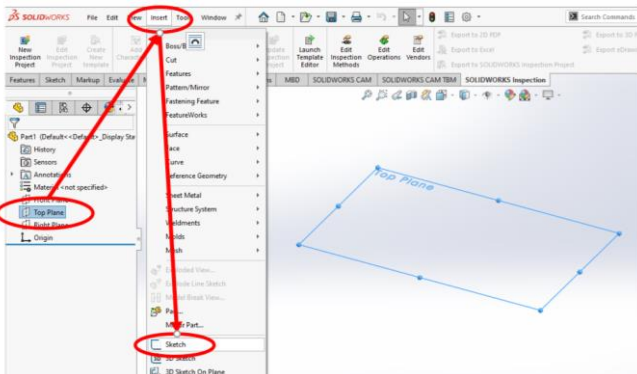 SOLIDWORKS File Edit View Insert Tools Window Search Commands
New Inspection Project
Edit Inspection Project
Create New Template
Add
Launch Template Editor
Edit Inspection Methods
Edit Operations
Edit Vendors
Export to 2D PDF
Export to Excel
Export to SOLIDWORKS Inspection Project
Export to 3D
Export eDraw
Features Sketch Markup Evaluate MBD SOLIDWORKS CAM SOLIDWORKS CAM TBM SOLIDWORKS Inspection
Part1 (Default<<Default>_Display Sta
History
Sensors
Annotations
Material <not specified>
Front Plane
Top Plane
Right Plane
Origin
Boss/B
Cut
Features
Pattern/Mirror
Fastening Feature
FeatureWorks
Surface
Face
Curve
Reference Geometry
Sheet Metal
Structure System
Weldments
Molds
Mesh
Exploded View...
Explode Line Sketch
Model Break View...
Part...
Mirror Part...
Sketch
3D Sketch
3D Sketch On Plane
Top Plane